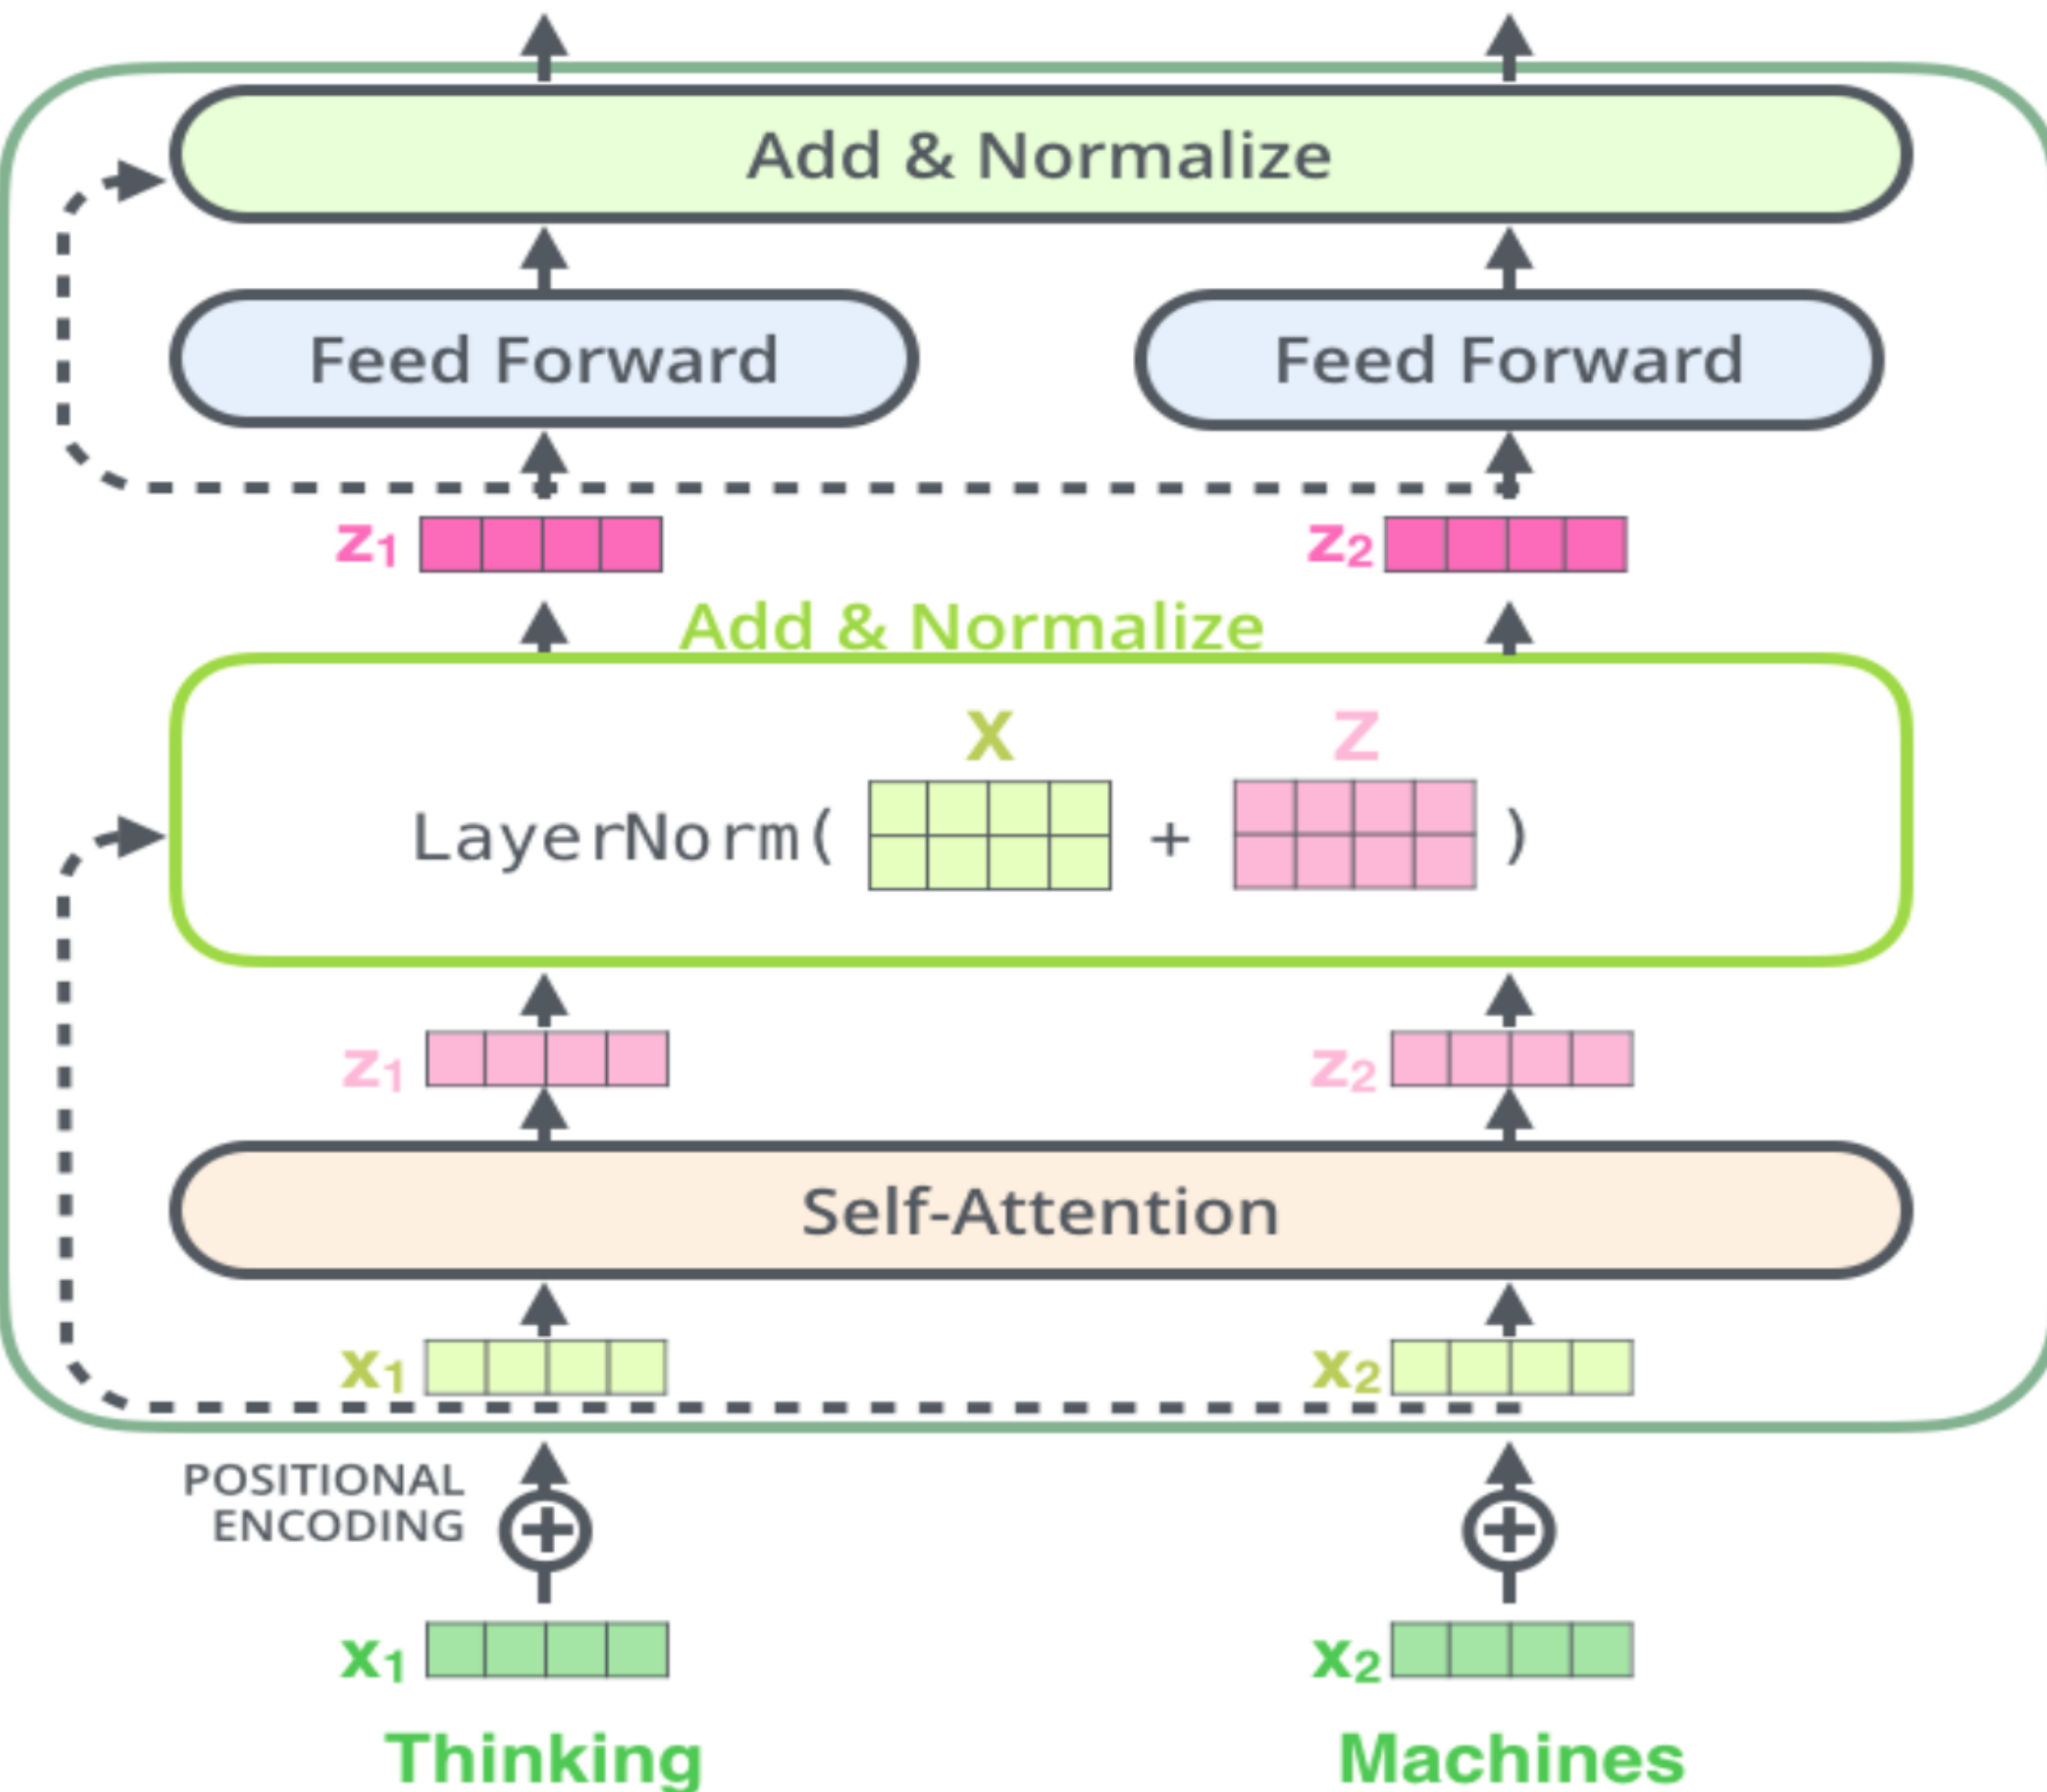 Add & Normalize
Feed Forward Feed Forward
z1 z2
Add & Normalize
X Z
LayerNorm( + )
z1 z2
Self-Attention
x1 x2
POSITIONAL
ENCODING
x1 x2
Thinking Machines